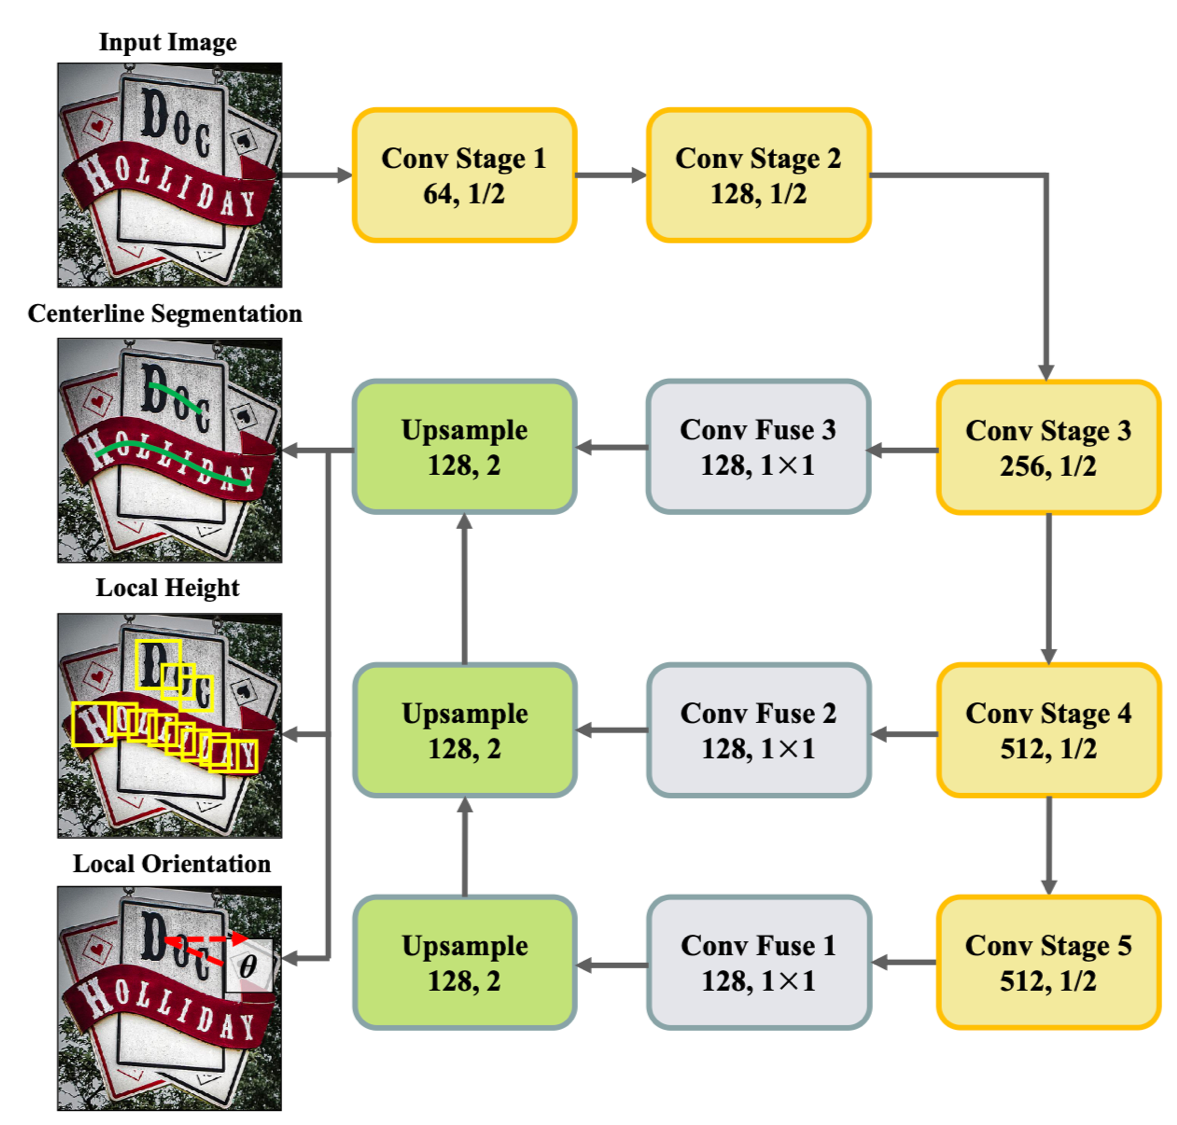 Input Image
DOC
HOLLIDAY
Conv Stage 1
64, 1/2
Conv Stage 2
128, 1/2
Centerline Segmentation
DOC
HOLLIDAY
Upsample
128, 2
Conv Fuse 3
128, 1×1
Conv Stage 3
256, 1/2
Local Height
DOC
HOLLIDAY
Upsample
128, 2
Conv Fuse 2
128, 1×1
Conv Stage 4
512, 1/2
Local Orientation
DOC
θ
HOLLIDAY
Upsample
128, 2
Conv Fuse 1
128, 1×1
Conv Stage 5
512, 1/2